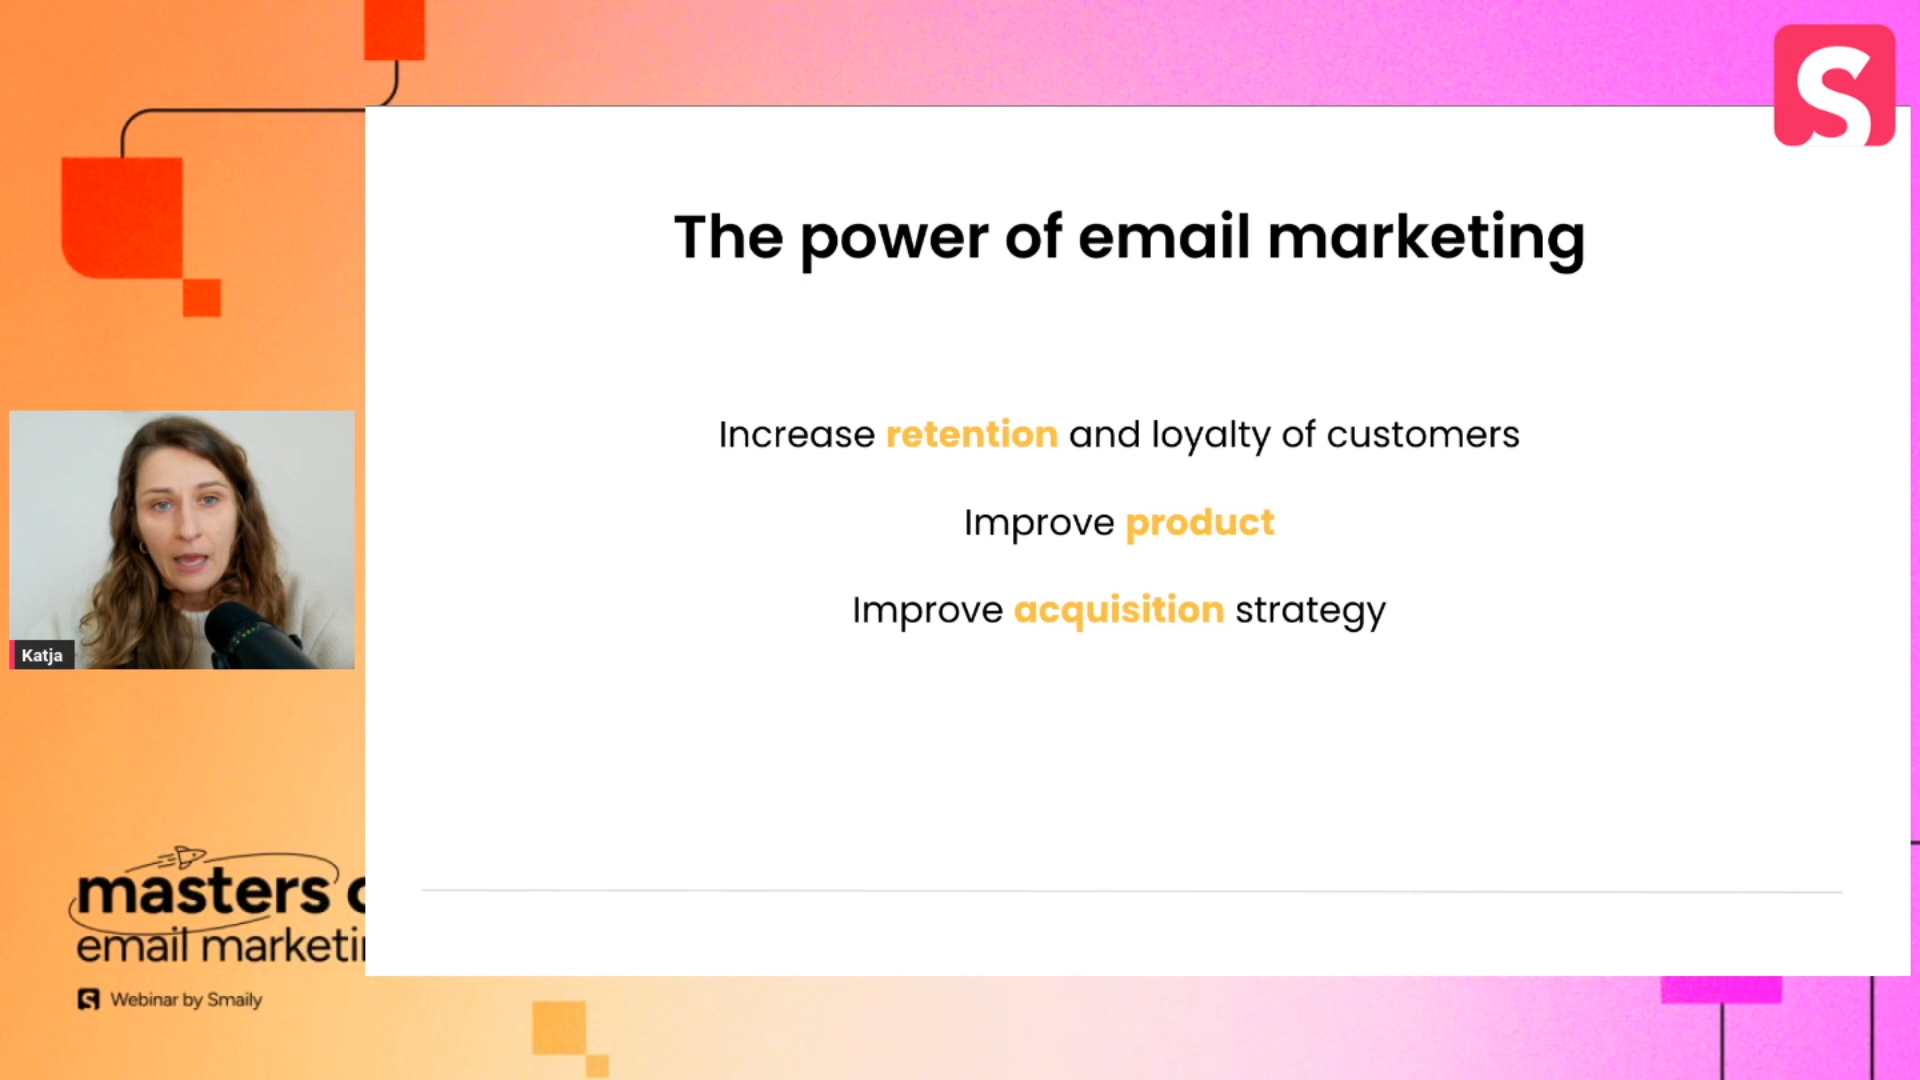 The power of email marketing
Increase retention and loyalty of customers
Improve product
Improve acquisition strategy
Katja
masters
email marketin
Webinar by Smaily